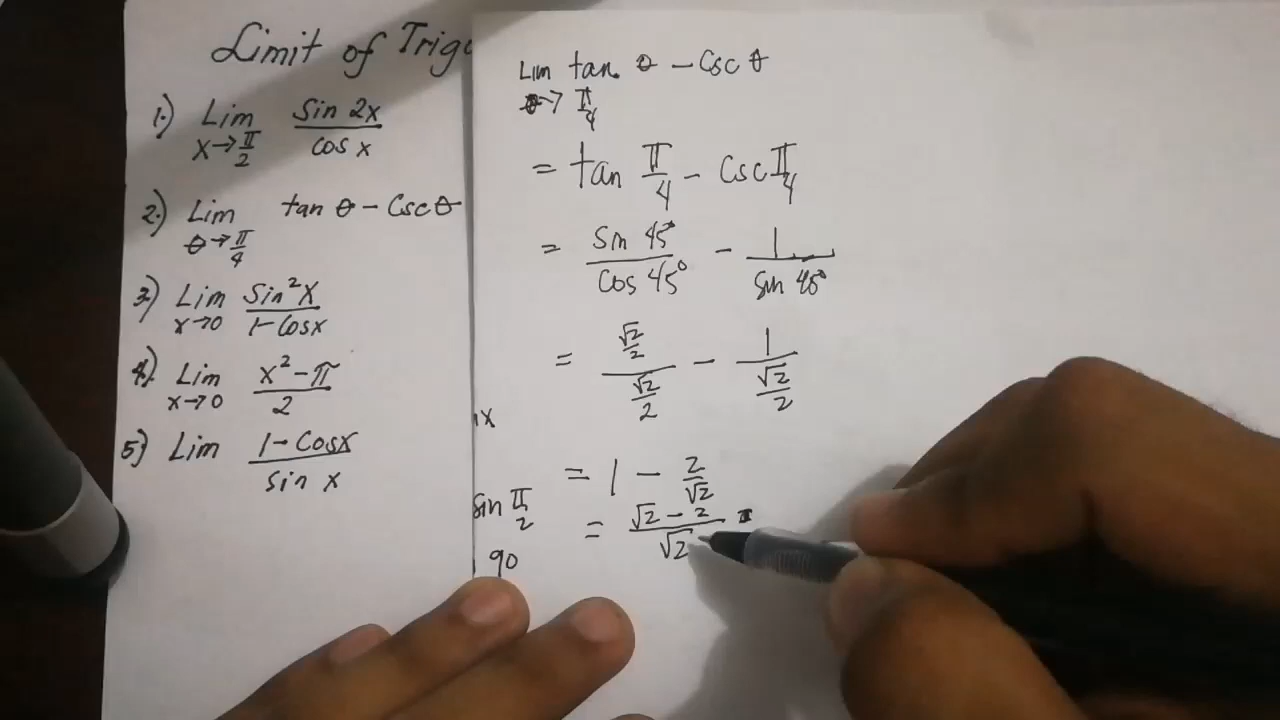 Limit of Trig
1.) Lim x→π/2 sin 2x / cos x
2.) Lim θ→π/4 tan θ - Csc θ
3.) Lim x→0 Sin²x / 1-Cosx
4.) Lim x→0 x²-π / 2
5.) Lim 1-Cosx / sin x
Lim tan θ - Csc θ
θ→π/4
= tan π/4 - Csc π/4
= sin 45° / cos 45° - 1 / sin 45°
= √2/2 / √2/2 - 1 / √2/2
ix
= 1 - 2/√2
sin π/2
= √2 - 2 / √2
90